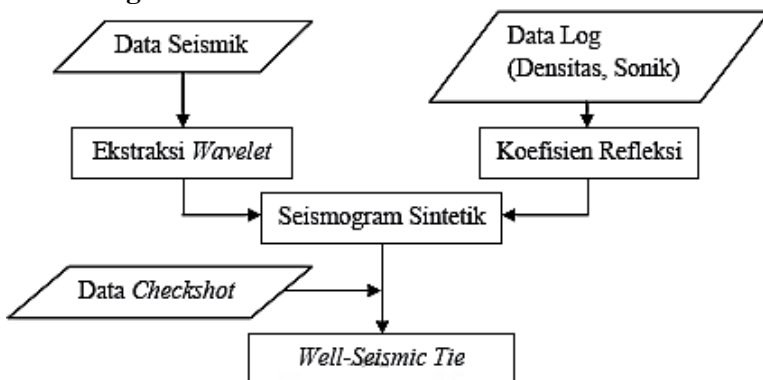 Data Seismik
Data Log
(Densitas, Sonik)
Ekstraksi Wavelet
Koefisien Refleksi
Seismogram Sintetik
Data Checkshot
Well-Seismic Tie